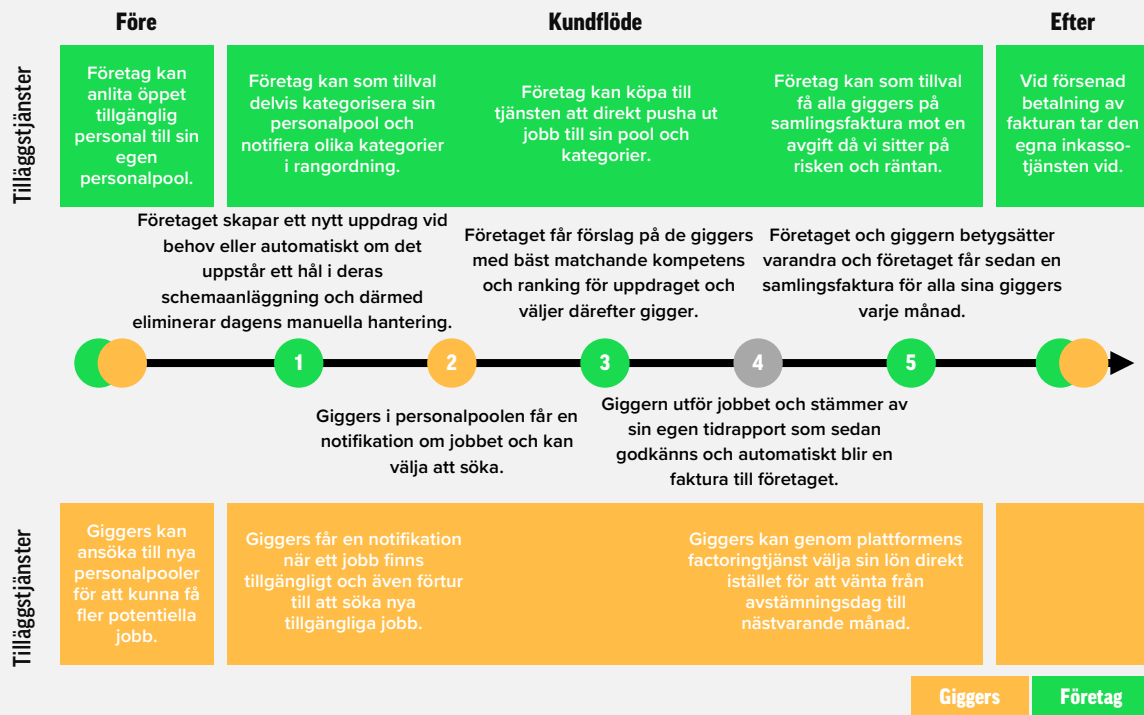 Före
Kundflöde
Efter
Tilläggstjänster
Företag kan
anlita öppet
tillgänglig
personal till sin
egen
personalpool.
Företag kan som tillval
delvis kategorisera sin
personalpool och
notifiera olika kategorier
i rangordning.
Företag kan köpa till
tjänsten att direkt pusha ut
jobb till sin pool och
kategorier.
Företag kan som tillval
få alla giggers på
samlingsfaktura mot en
avgift då vi sitter på
risken och räntan.
Vid försenad
betalning av
fakturan tar den
egna inkasso-
tjänsten vid.
Företaget skapar ett nytt uppdrag vid
behov eller automatiskt om det
uppstår ett hål i deras
schemaanläggning och därmed
eliminerar dagens manuella hantering.
Företaget får förslag på de giggers
med bäst matchande kompetens
och ranking för uppdraget och
väljer därefter gigger.
Företaget och giggern betygsätter
varandra och företaget får sedan en
samlingsfaktura för alla sina giggers
varje månad.
1
2
3
4
5
Giggers i personalpoolen får en
notifikation om jobbet och kan
välja att söka.
Giggern utför jobbet och stämmer av
sin egen tidrapport som sedan
godkänns och automatiskt blir en
faktura till företaget.
Tilläggstjänster
Giggers kan
ansöka till nya
personalpooler
för att kunna få
fler potentiella
jobb.
Giggers får en notifikation
när ett jobb finns
tillgängligt och även förtur
till att söka nya
tillgängliga jobb.
Giggers kan genom plattformens
factoringtjänst välja sin lön direkt
istället för att vänta från
avstämningsdag till
nästvarande månad.
Giggers
Företag